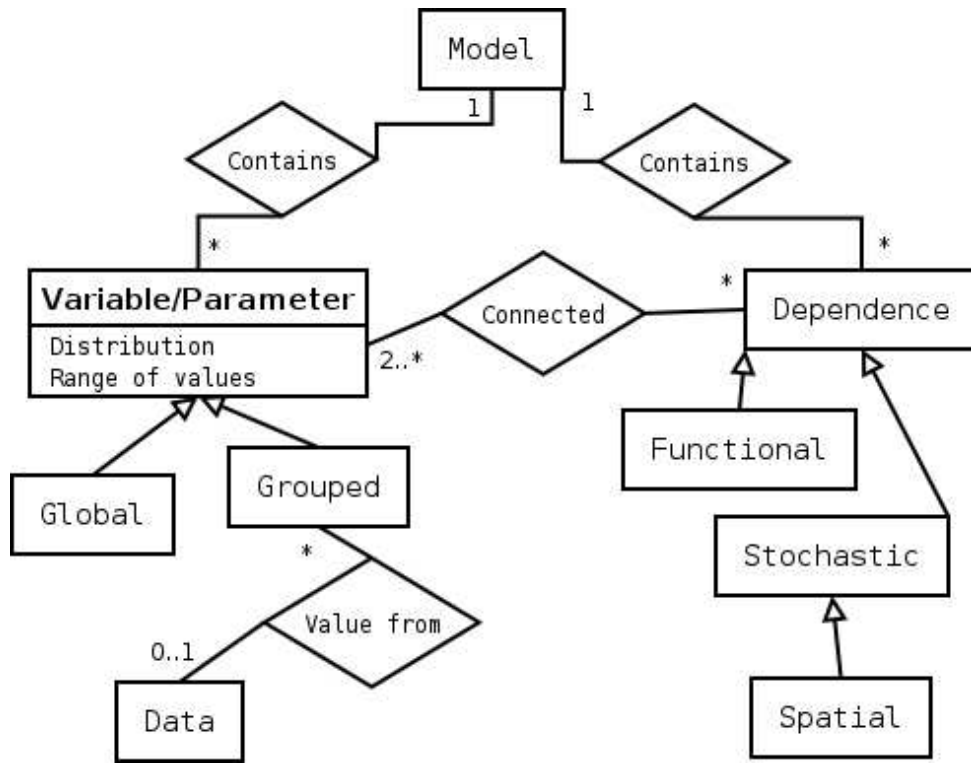 Model
1
1
Contains
Contains
*
*
Variable/Parameter
Distribution
Range of values
2..*
Connected
*
Dependence
Functional
Global
Grouped
*
Stochastic
Value from
0..1
Data
Spatial